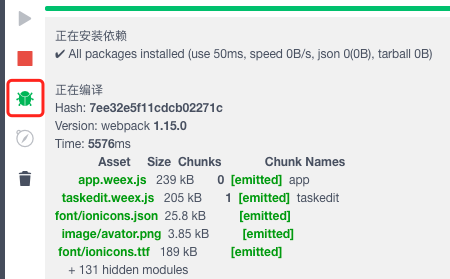 正在安装依赖
✔ All packages installed (use 50ms, speed 0B/s, json 0(0B), tarball 0B)
正在编译
Hash: 7ee32e5f11cdcb02271c
Version: webpack 1.15.0
Time: 5576ms
Asset Size Chunks Chunk Names
app.weex.js 239 kB 0 [emitted] app
taskedit.weex.js 205 kB 1 [emitted] taskedit
font/ionicons.json 25.8 kB [emitted]
image/avator.png 3.85 kB [emitted]
font/ionicons.ttf 189 kB [emitted]
+ 131 hidden modules